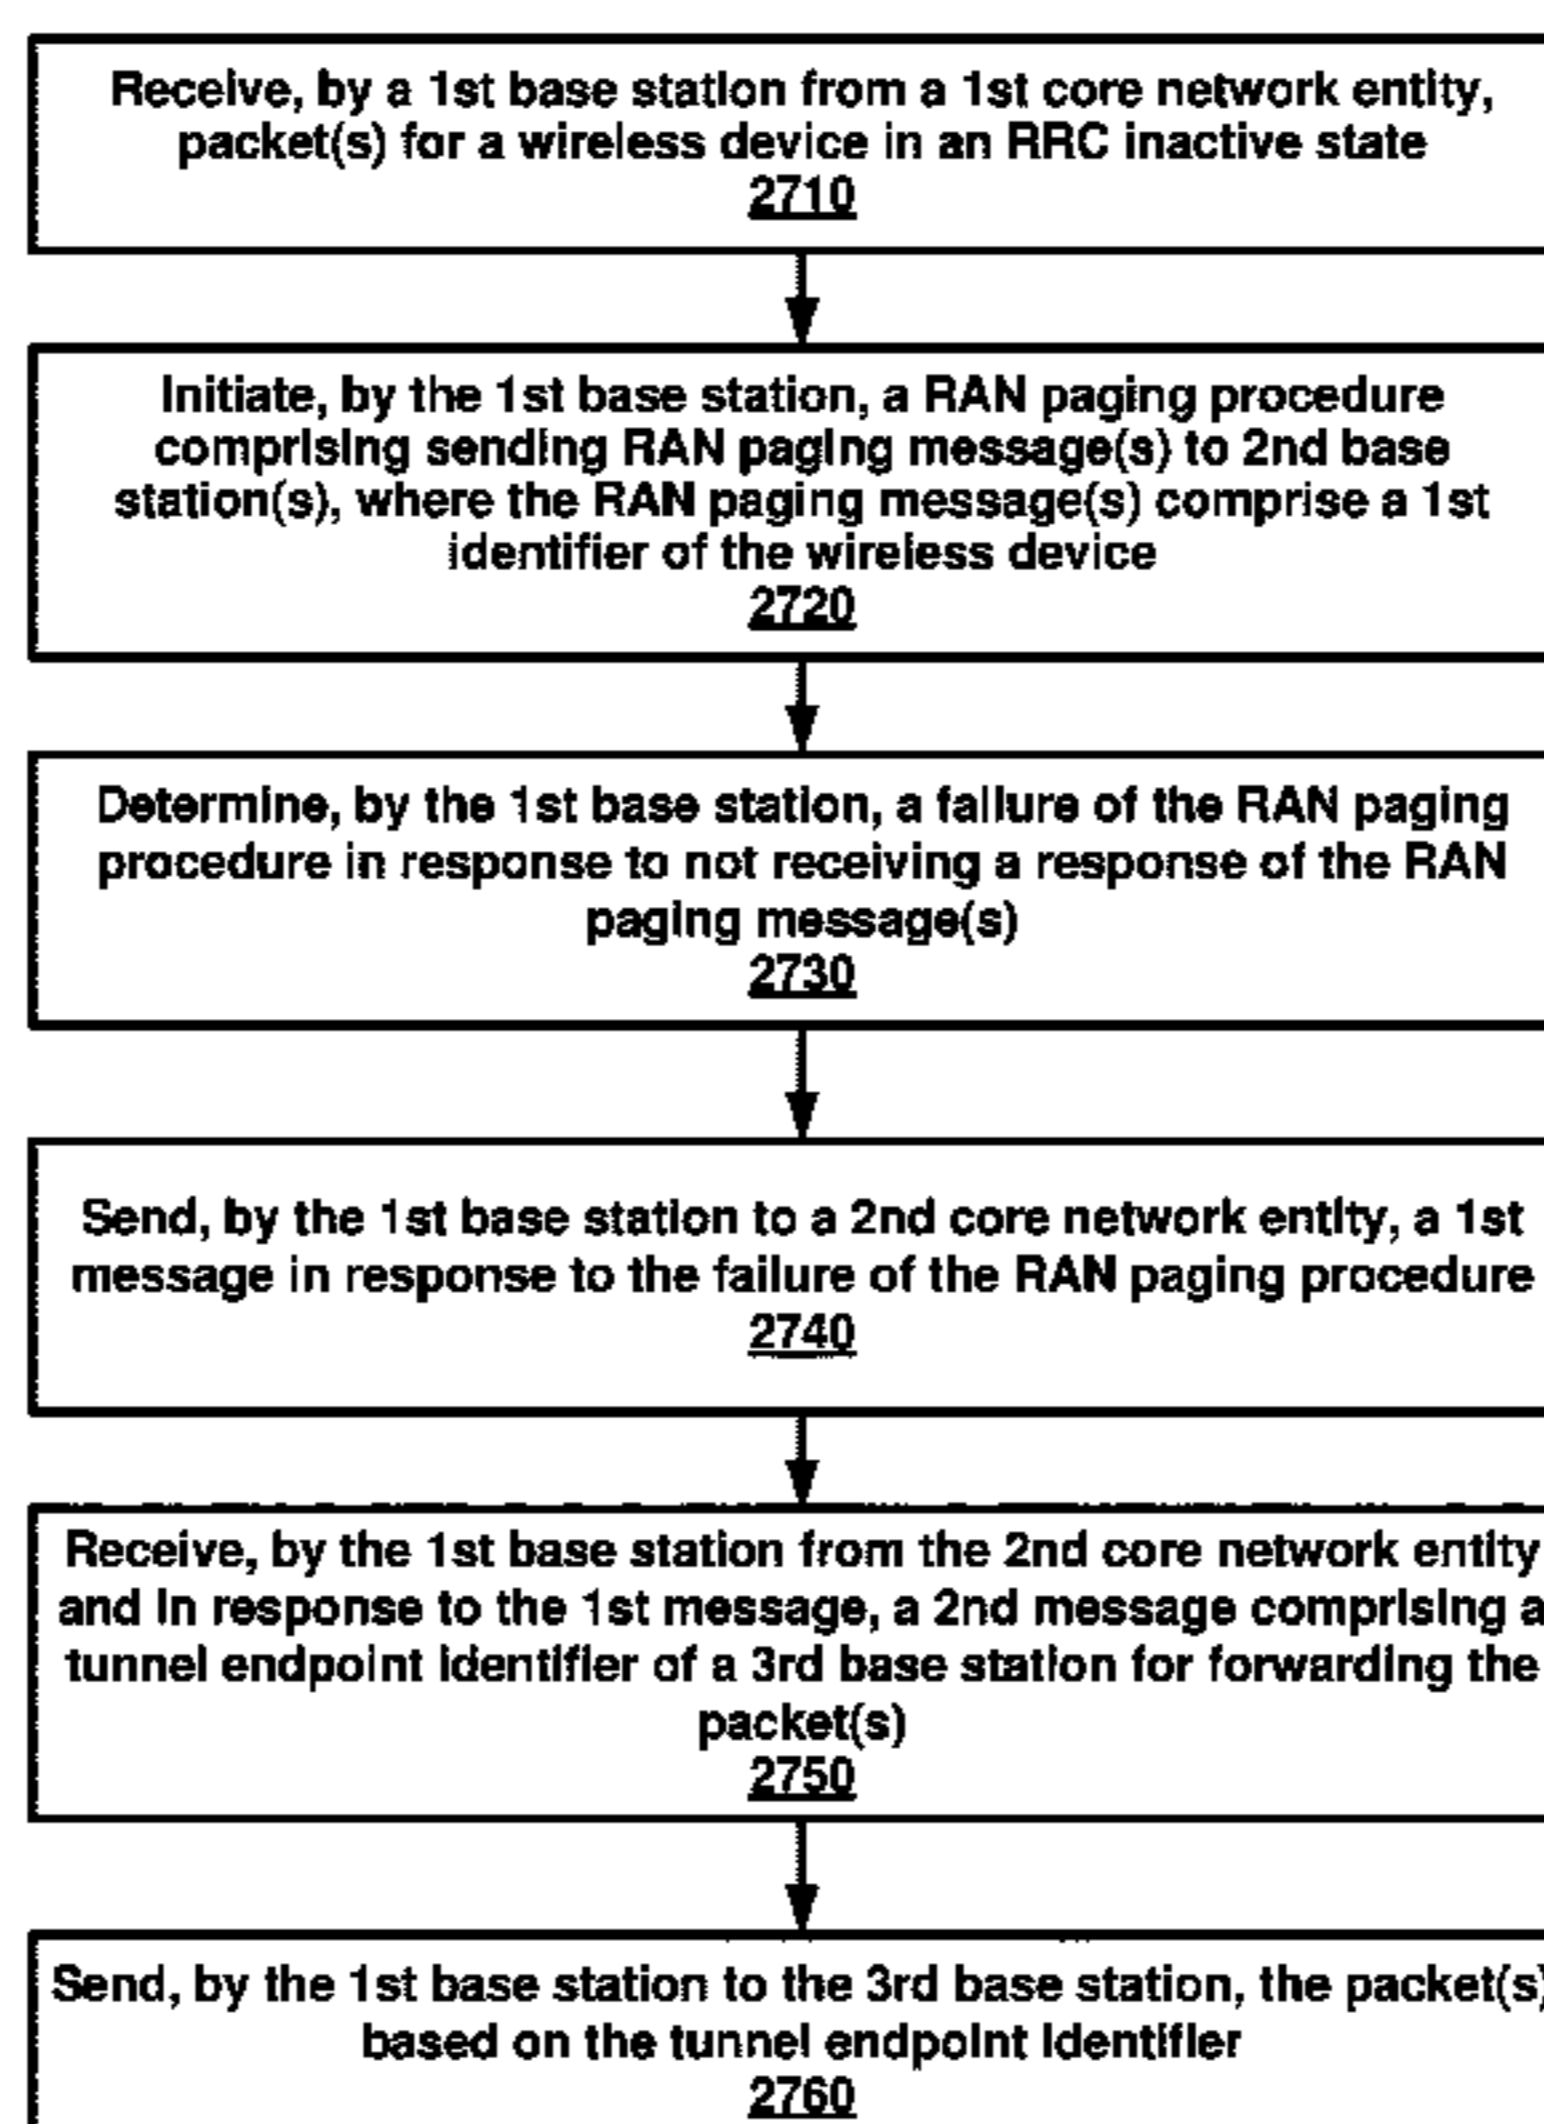 Receive, by a 1st base station from a 1st core network entity,
packet(s) for a wireless device in an RRC inactive state
2710
Initiate, by the 1st base station, a RAN paging procedure
comprising sending RAN paging message(s) to 2nd base
station(s), where the RAN paging message(s) comprise a 1st
identifier of the wireless device
2720
Determine, by the 1st base station, a failure of the RAN paging
procedure in response to not receiving a response of the RAN
paging message(s)
2730
Send, by the 1st base station to a 2nd core network entity, a 1st
message in response to the failure of the RAN paging procedure
2740
Receive, by the 1st base station from the 2nd core network entity
and in response to the 1st message, a 2nd message comprising a
tunnel endpoint identifier of a 3rd base station for forwarding the
packet(s)
2750
Send, by the 1st base station to the 3rd base station, the packet(s)
based on the tunnel endpoint identifier
2760